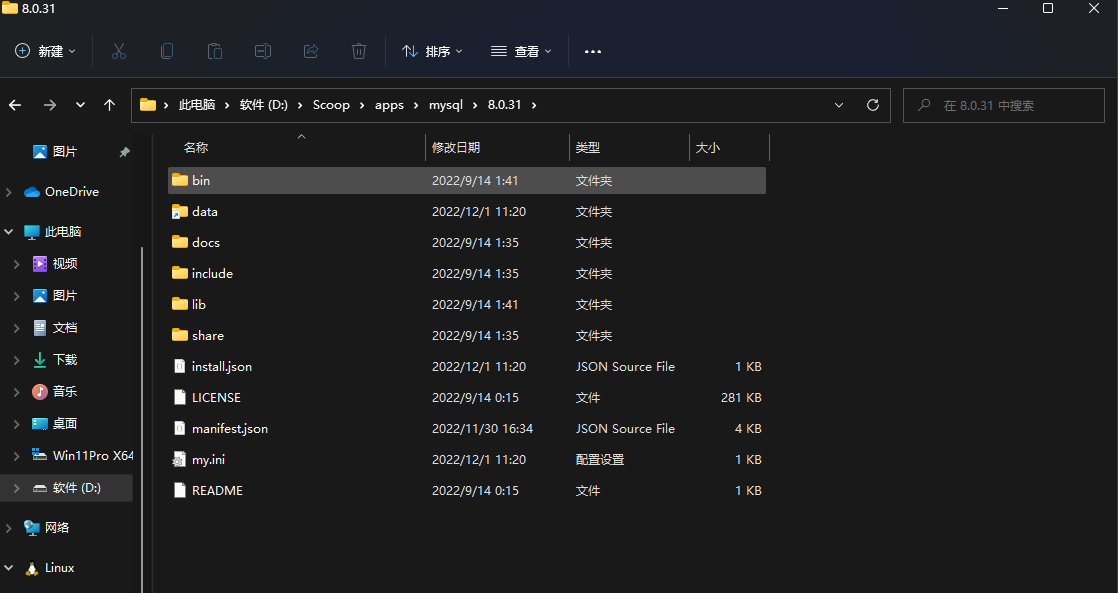 8.0.31
新建 排序 查看
此电脑 软件 (D:) Scoop apps mysql 8.0.31
在 8.0.31 中搜索
图片
OneDrive
此电脑
视频
图片
文档
下载
音乐
桌面
Win11Pro X64
软件 (D:)
网络
Linux
名称 修改日期 类型 大小
bin 2022/9/14 1:41 文件夹
data 2022/12/1 11:20 文件夹
docs 2022/9/14 1:35 文件夹
include 2022/9/14 1:35 文件夹
lib 2022/9/14 1:41 文件夹
share 2022/9/14 1:35 文件夹
install.json 2022/12/1 11:20 JSON Source File 1 KB
LICENSE 2022/9/14 0:15 文件 281 KB
manifest.json 2022/11/30 16:34 JSON Source File 4 KB
my.ini 2022/12/1 11:20 配置设置 1 KB
README 2022/9/14 0:15 文件 1 KB